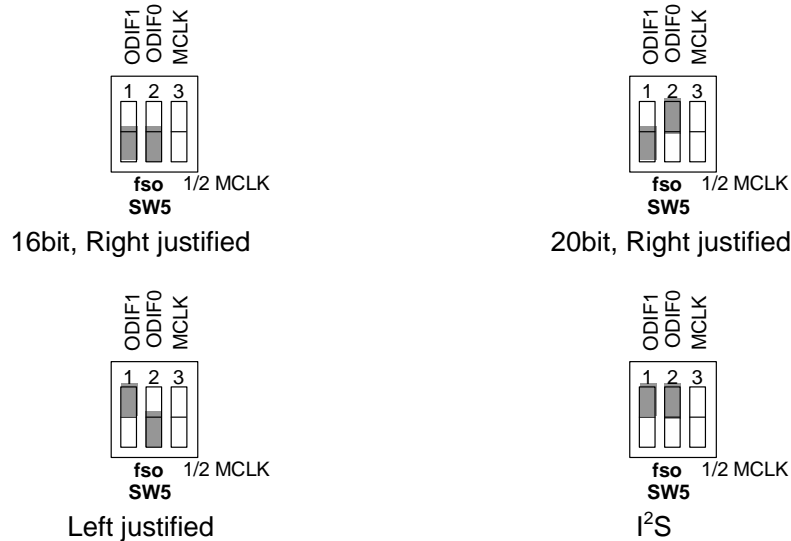 ODIF1 ODIF0 MCLK
1 2 3
fso 1/2 MCLK
SW5
16bit, Right justified
ODIF1 ODIF0 MCLK
1 2 3
fso 1/2 MCLK
SW5
20bit, Right justified
ODIF1 ODIF0 MCLK
1 2 3
fso 1/2 MCLK
SW5
Left justified
ODIF1 ODIF0 MCLK
1 2 3
fso 1/2 MCLK
SW5
I²S